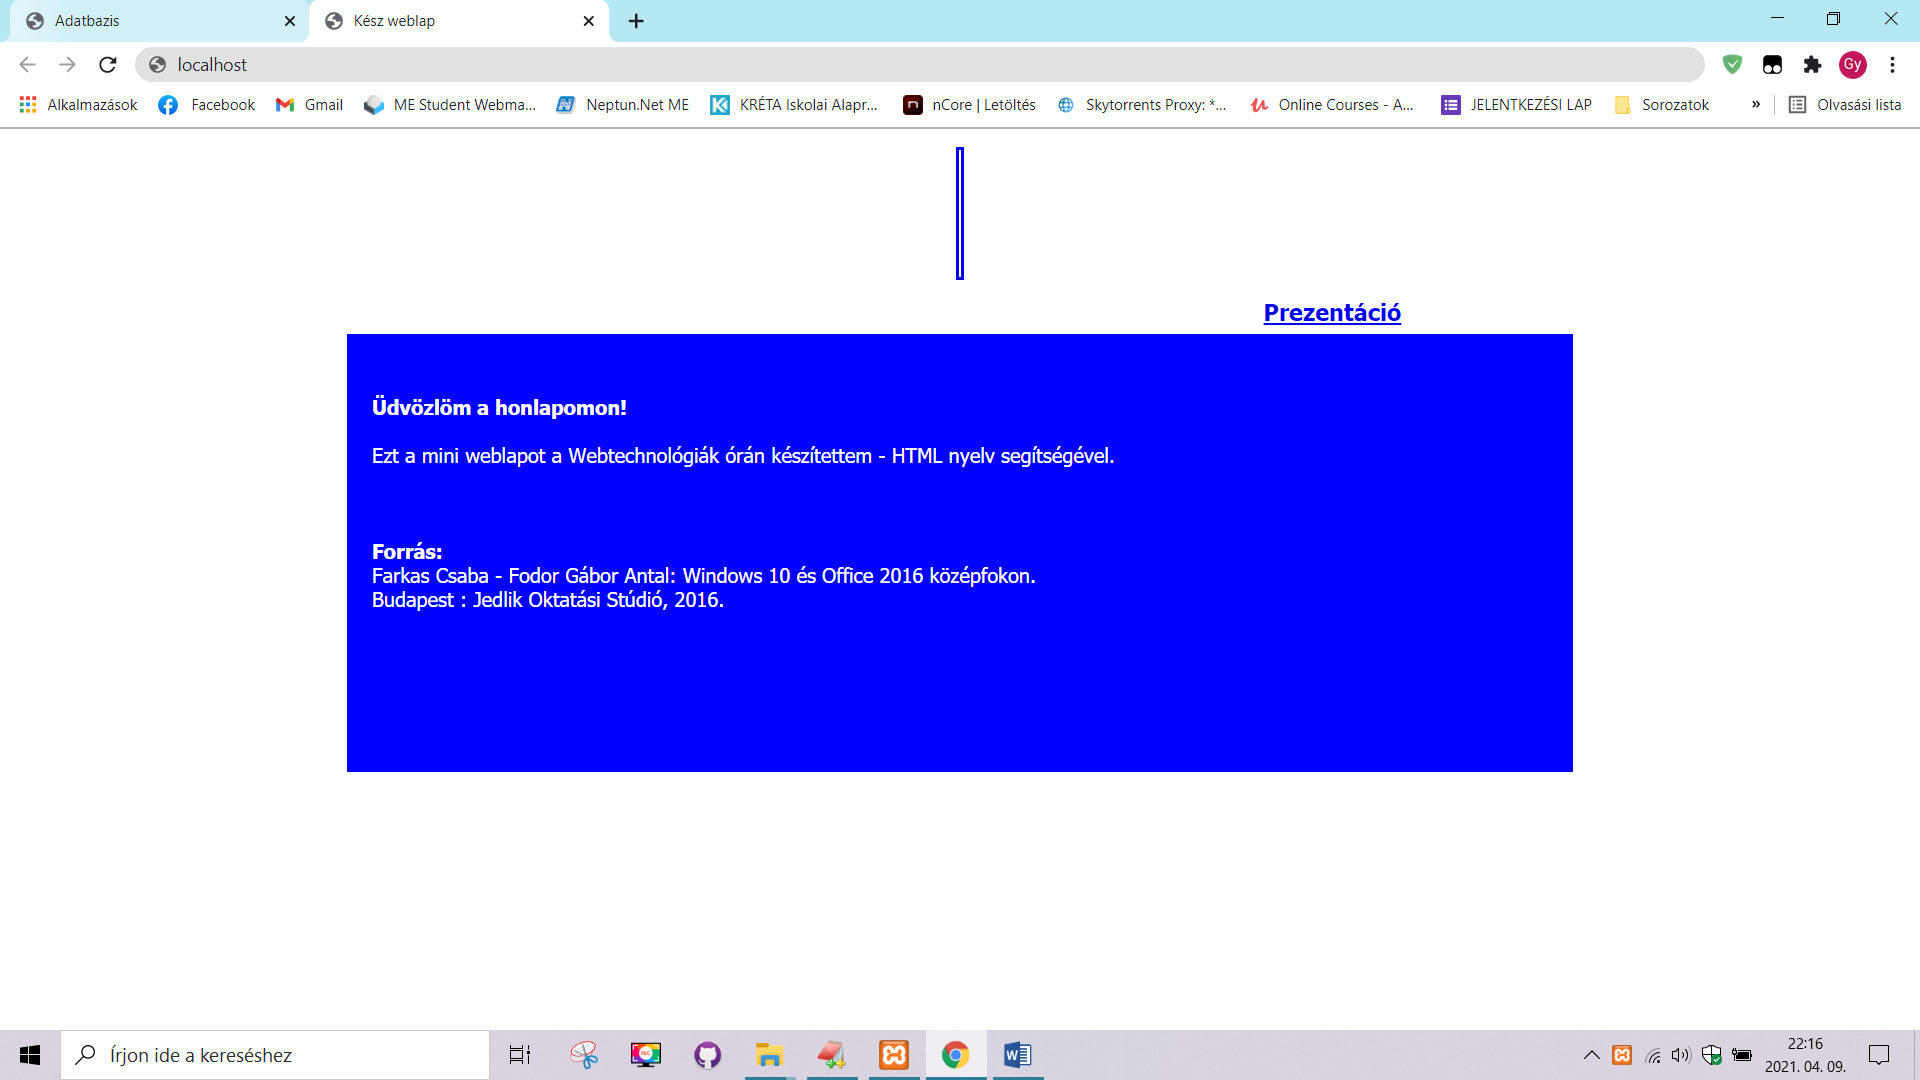 Adatbazis
Kész weblap
localhost
Gy
Alkalmazások
Facebook
Gmail
ME Student Webma...
Neptun.Net ME
KRÉTA Iskolai Alapr...
nCore | Letöltés
Skytorrents Proxy: *...
Online Courses - A...
JELENTKEZÉSI LAP
Sorozatok
»
Olvasási lista
Prezentáció
Üdvözlöm a honlapomon!
Ezt a mini weblapot a Webtechnológiák órán készítettem - HTML nyelv segítségével.
Forrás:
Farkas Csaba - Fodor Gábor Antal: Windows 10 és Office 2016 középfokon.
Budapest : Jedlik Oktatási Stúdió, 2016.
Írjon ide a kereséshez
22:16
2021. 04. 09.